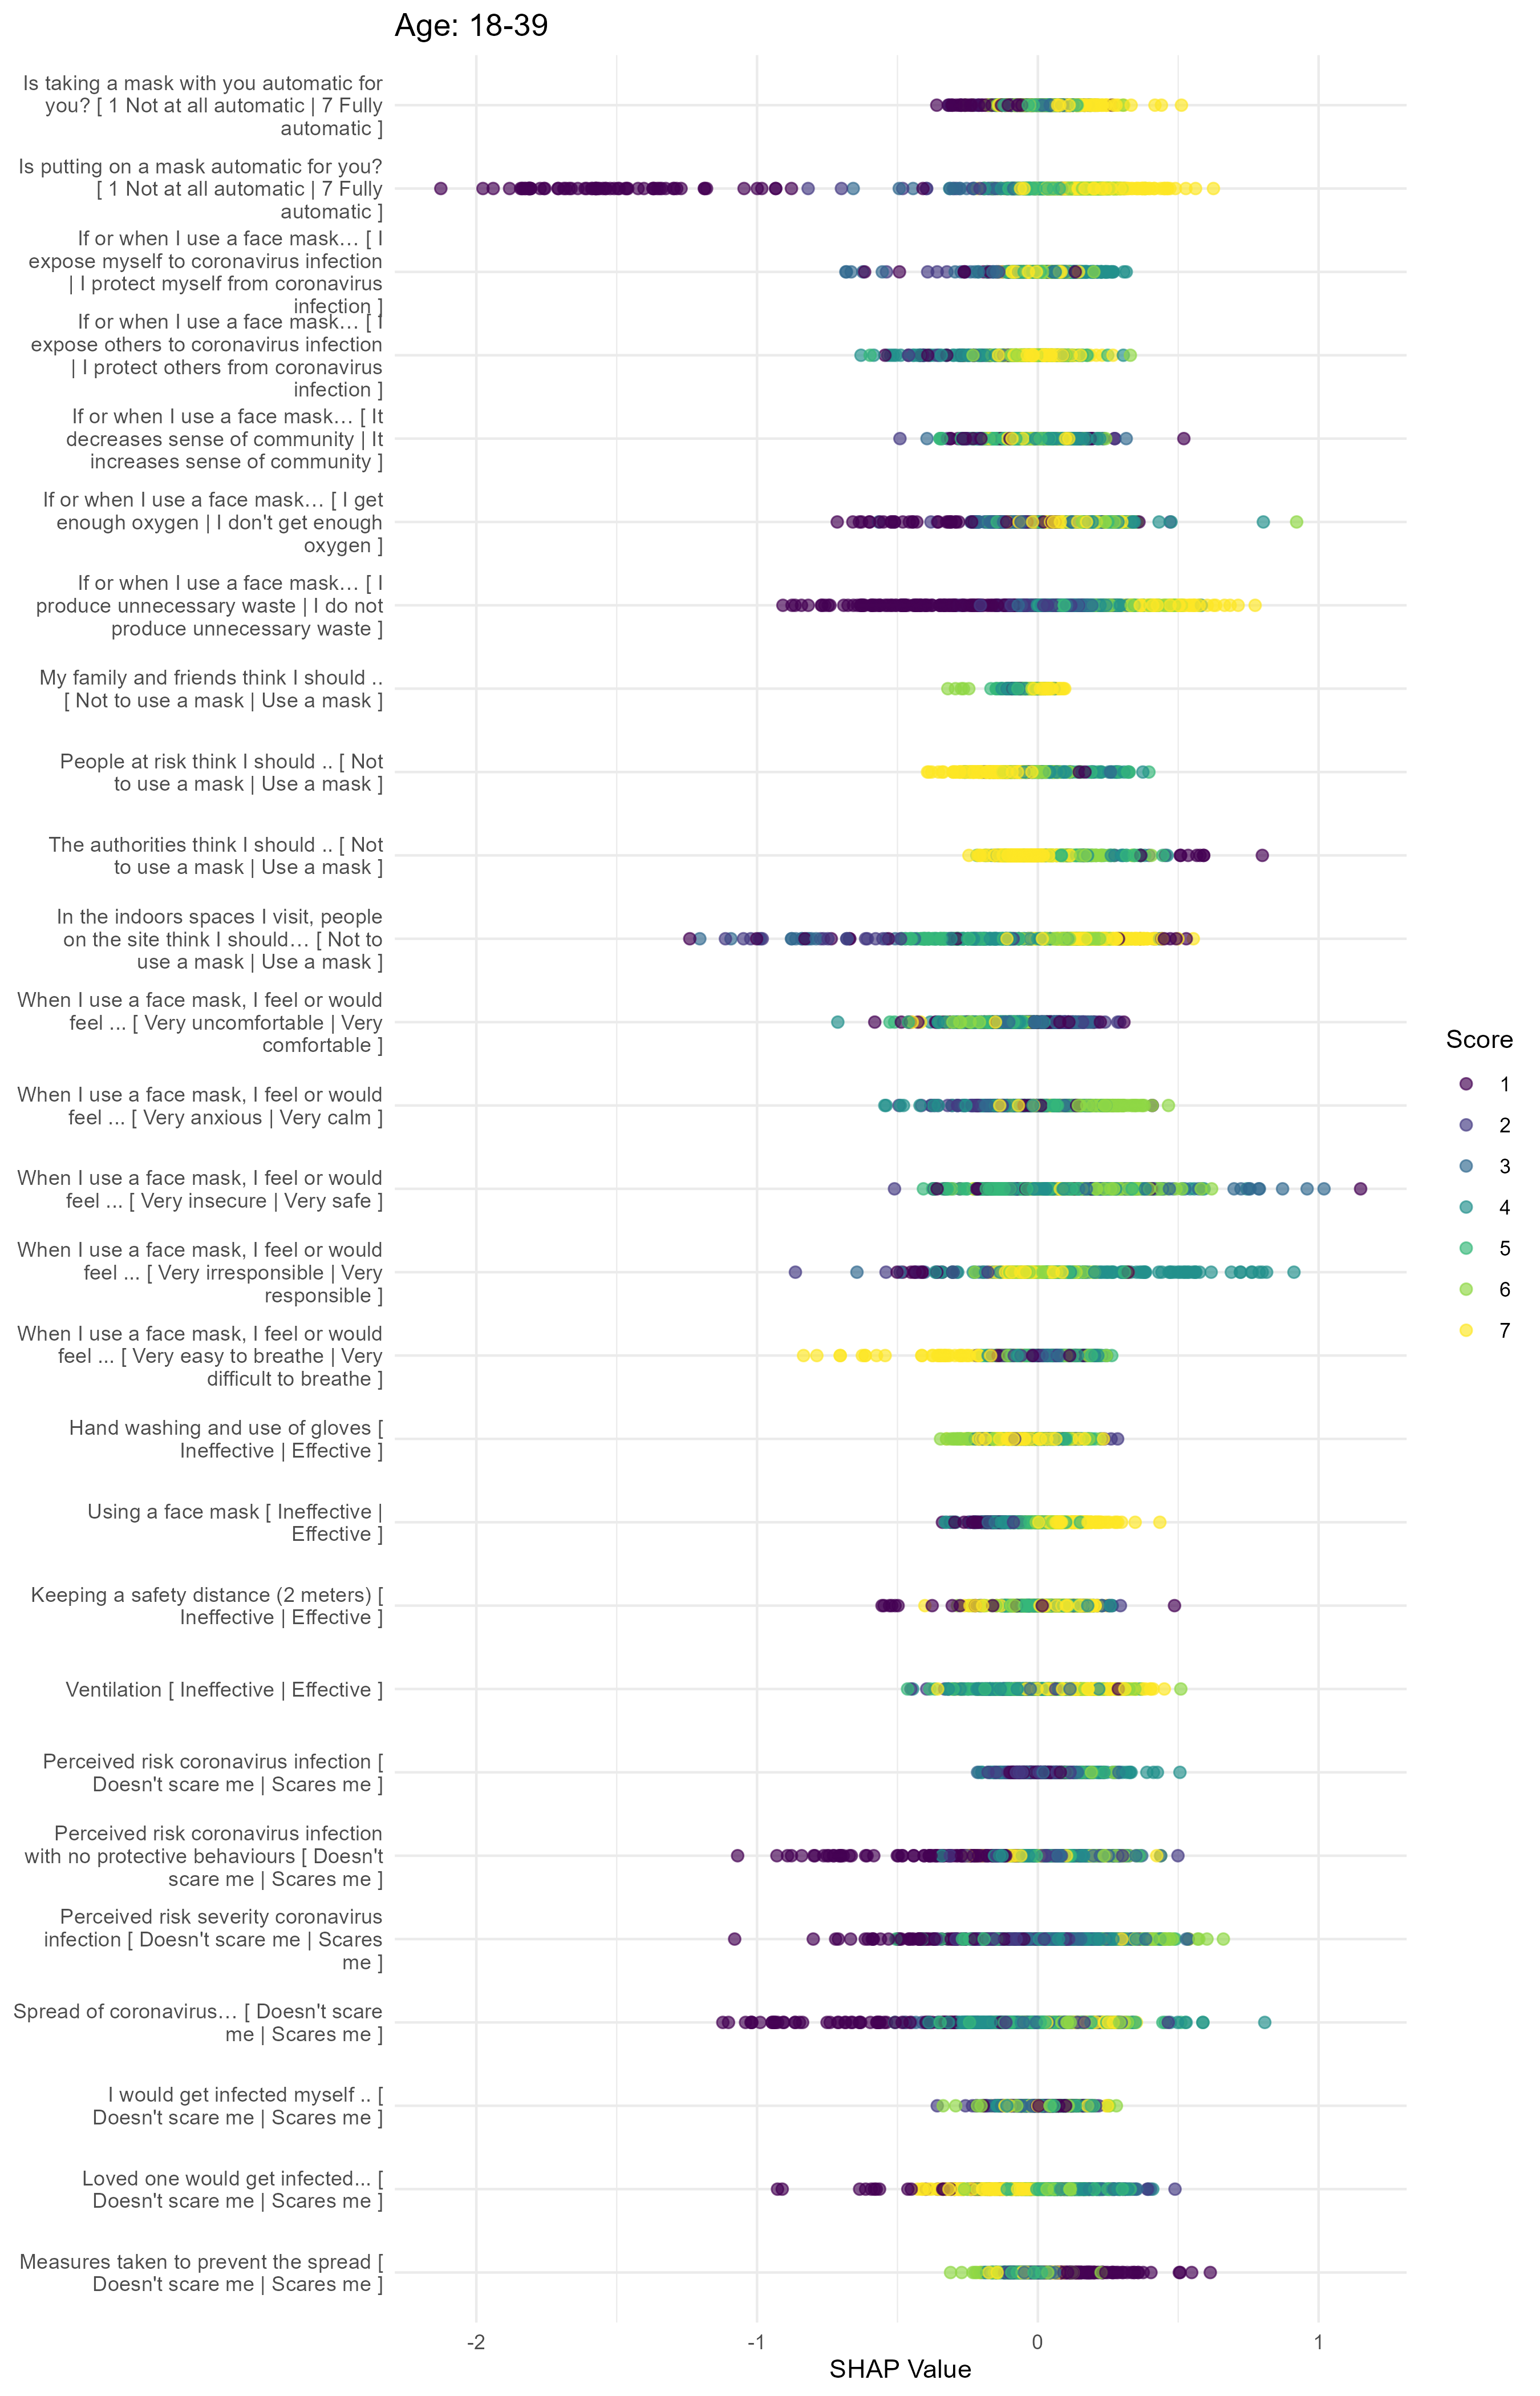 Age: 18-39
Is taking a mask with you automatic for
you? [ 1 Not at all automatic | 7 Fully
automatic ]
Is putting on a mask automatic for you?
[ 1 Not at all automatic | 7 Fully
automatic ]
If or when I use a face mask… [ I
expose myself to coronavirus infection
| I protect myself from coronavirus
infection ]
If or when I use a face mask… [ I
expose others to coronavirus infection
| I protect others from coronavirus
infection ]
If or when I use a face mask… [ It
decreases sense of community | It
increases sense of community ]
If or when I use a face mask… [ I get
enough oxygen | I don't get enough
oxygen ]
If or when I use a face mask… [ I
produce unnecessary waste | I do not
produce unnecessary waste ]
My family and friends think I should ..
[ Not to use a mask | Use a mask ]
People at risk think I should .. [ Not
to use a mask | Use a mask ]
The authorities think I should .. [ Not
to use a mask | Use a mask ]
In the indoors spaces I visit, people
on the site think I should… [ Not to
use a mask | Use a mask ]
When I use a face mask, I feel or would
feel ... [ Very uncomfortable | Very
comfortable ]
When I use a face mask, I feel or would
feel ... [ Very anxious | Very calm ]
When I use a face mask, I feel or would
feel ... [ Very insecure | Very safe ]
When I use a face mask, I feel or would
feel ... [ Very irresponsible | Very
responsible ]
When I use a face mask, I feel or would
feel ... [ Very easy to breathe | Very
difficult to breathe ]
Hand washing and use of gloves [
Ineffective | Effective ]
Using a face mask [ Ineffective |
Effective ]
Keeping a safety distance (2 meters) [
Ineffective | Effective ]
Ventilation [ Ineffective | Effective ]
Perceived risk coronavirus infection [
Doesn't scare me | Scares me ]
Perceived risk coronavirus infection
with no protective behaviours [ Doesn't
scare me | Scares me ]
Perceived risk severity coronavirus
infection [ Doesn't scare me | Scares
me ]
Spread of coronavirus… [ Doesn't scare
me | Scares me ]
I would get infected myself .. [
Doesn't scare me | Scares me ]
Loved one would get infected... [
Doesn't scare me | Scares me ]
Measures taken to prevent the spread [
Doesn't scare me | Scares me ]
-2 -1 0 1
SHAP Value
Score
1
2
3
4
5
6
7